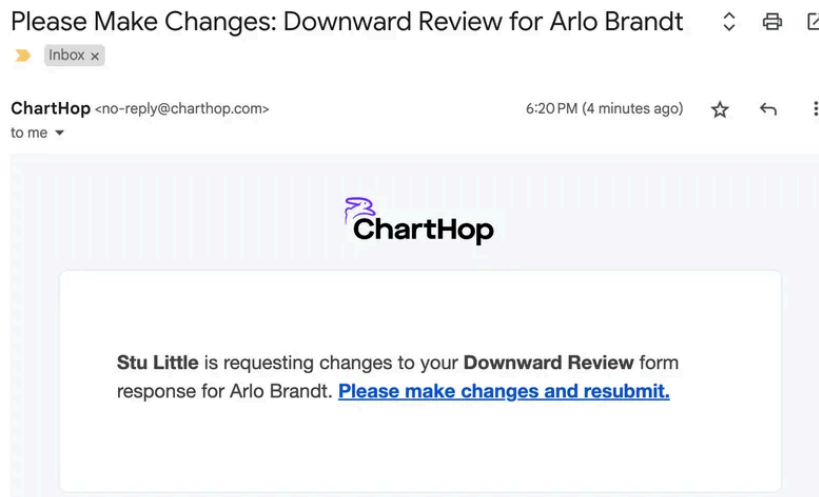 Please Make Changes: Downward Review for Arlo Brandt
Inbox ×
ChartHop <no-reply@charthop.com> 6:20 PM (4 minutes ago)
to me
ChartHop
Stu Little is requesting changes to your Downward Review form
response for Arlo Brandt. Please make changes and resubmit.